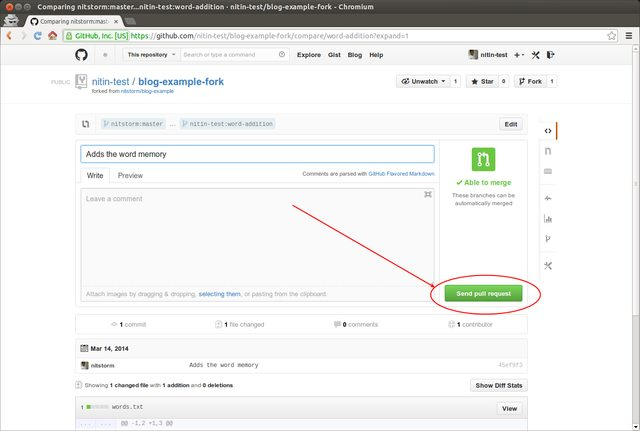 Comparing nitstorm:master...nitin-test:word-addition · nitin-test/blog-example-fork - Chromium
Comparing nitstorm:mast
GitHub, Inc. [US] https://github.com/nitin-test/blog-example-fork/compare/word-addition?expand=1
This repository Search or type a command Explore Gist Blog Help nitin-test
PUBLIC nitin-test / blog-example-fork Unwatch 1 Star 0 Fork 1
forked from nitstorm/blog-example
nitstorm:master ... nitin-test:word-addition Edit
Adds the word memory
Write Preview Comments are parsed with GitHub Flavored Markdown
Leave a comment
Able to merge
These branches can be
automatically merged
Attach images by dragging & dropping, selecting them, or pasting from the clipboard.
Send pull request
1 commit 1 file changed 0 comments 1 contributor
Mar 14, 2014
nitstorm Adds the word memory 45ef9f3
Showing 1 changed file with 1 addition and 0 deletions. Show Diff Stats
1 words.txt View
... ... @@ -1,2 +1,3 @@